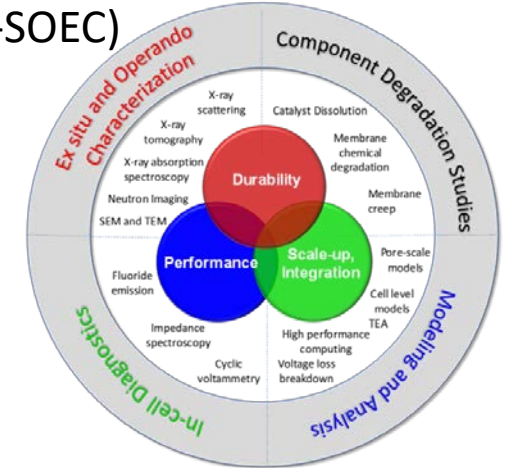 -SOEC)
Ex situ and Operando
Characterization
Component Degradation Studies
X-ray
scattering
X-ray
tomography
X-ray absorption
spectroscopy
Neutron Imaging
SEM and TEM
Catalyst Dissolution
Membrane
chemical
degradation
Membrane
creep
Durability
Performance
Scale-up,
Integration
Fluoride
emission
Impedance
spectroscopy
Cyclic
voltammetry
Pore-scale
models
Cell level
models
TEA
High performance
computing
Voltage loss
breakdown
In-cell Diagnostics
Modeling and Analysis